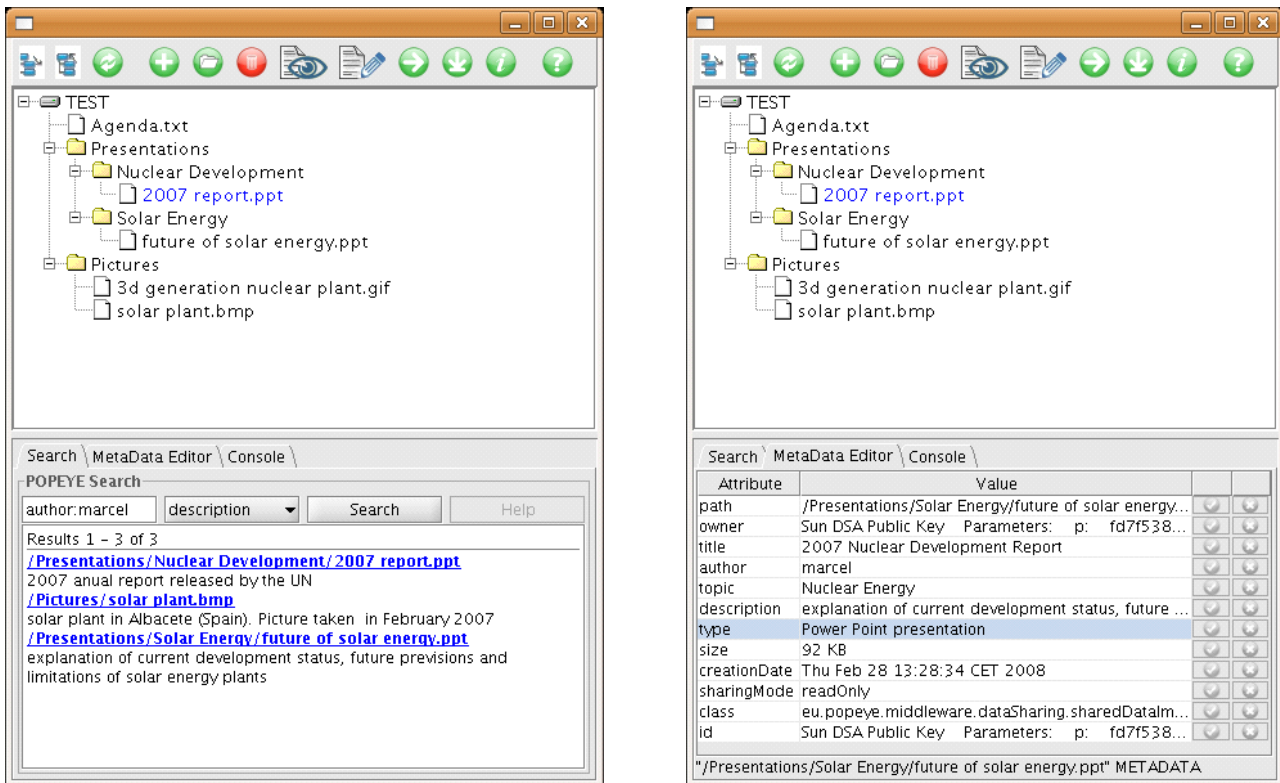 TEST
Agenda.txt
Presentations
Nuclear Development
2007 report.ppt
Solar Energy
future of solar energy.ppt
Pictures
3d generation nuclear plant.gif
solar plant.bmp
Search MetaData Editor Console
POPEYE Search
author:marcel description Search Help
Results 1 - 3 of 3
/Presentations/Nuclear Development/2007 report.ppt
2007 anual report released by the UN
/Pictures/solar plant.bmp
solar plant in Albacete (Spain). Picture taken in February 2007
/Presentations/Solar Energy/future of solar energy.ppt
explanation of current development status, future previsions and
limitations of solar energy plants
TEST
Agenda.txt
Presentations
Nuclear Development
2007 report.ppt
Solar Energy
future of solar energy.ppt
Pictures
3d generation nuclear plant.gif
solar plant.bmp
Search MetaData Editor Console
Attribute Value
path /Presentations/Solar Energy/future of solar energy...
owner Sun DSA Public Key Parameters: p: fd7f538...
title 2007 Nuclear Development Report
author marcel
topic Nuclear Energy
description explanation of current development status, future ...
type Power Point presentation
size 92 KB
creationDate Thu Feb 28 13:28:34 CET 2008
sharingMode readOnly
class eu.popeye.middleware.dataSharing.sharedDataIm...
id Sun DSA Public Key Parameters: p: fd7f538...
"/Presentations/Solar Energy/future of solar energy.ppt" METADATA